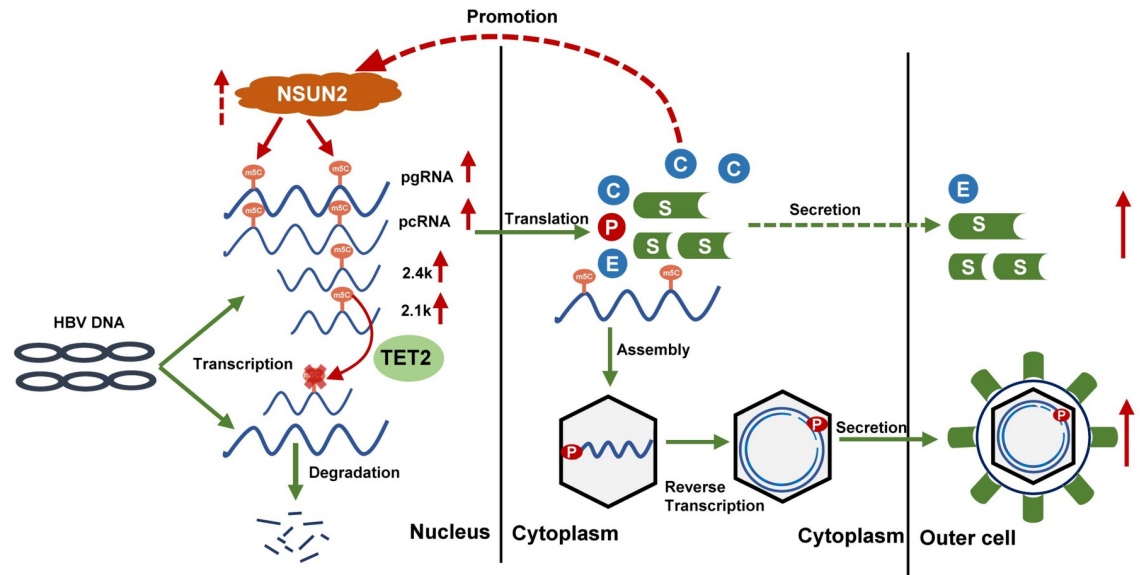 Promotion
NSUN2
m5C
m5C
pgRNA
m5C
m5C
pcRNA
m5C
2.4k
m5C
2.1k
HBV DNA
Transcription
TET2
Degradation
Nucleus
Translation
C
C
C
S
P
S
S
E
m5C
m5C
Assembly
P
Reverse
Transcription
P
Cytoplasm
Secretion
Secretion
Cytoplasm
E
S
S
S
P
Outer cell